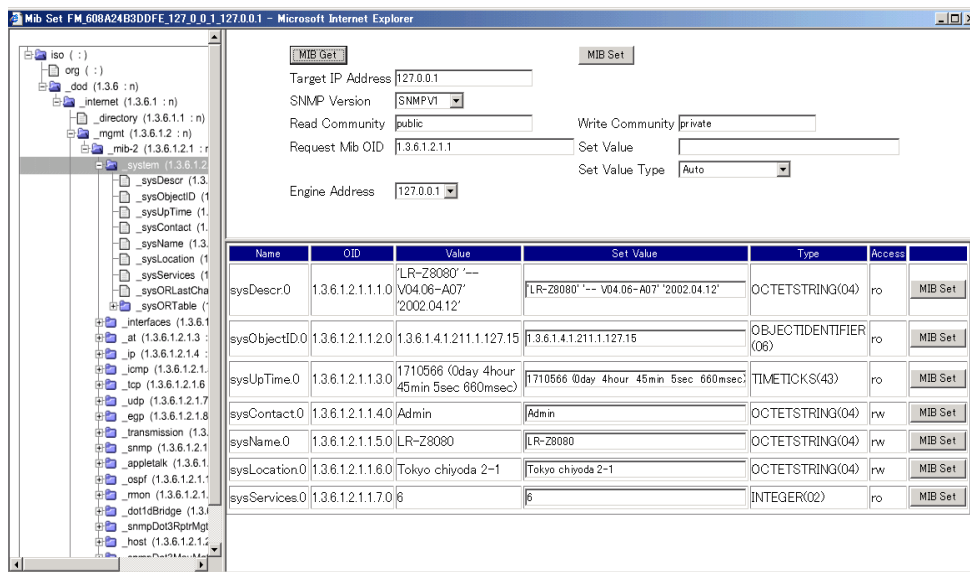 Mib Set FM_608A24B3DDFE_127_0_0_1_127.0.0.1 - Microsoft Internet Explorer
iso ( : )
org ( : )
_dod (1.3.6 : n)
_internet (1.3.6.1 : n)
_directory (1.3.6.1.1 : n)
_mgmt (1.3.6.1.2 : n)
_mib-2 (1.3.6.1.2.1 : r
_system (1.3.6.1.2
_sysDescr (1.3.
_sysObjectID (1
_sysUpTime (1.
_sysContact (1.
_sysName (1.3.
_sysLocation (1
_sysServices (1
_sysORLastCha
_sysORTable (1
_interfaces (1.3.6.1
_at (1.3.6.1.2.1.3 :
_ip (1.3.6.1.2.1.4 :
_icmp (1.3.6.1.2.1.
_tcp (1.3.6.1.2.1.6
_udp (1.3.6.1.2.1.7
_egp (1.3.6.1.2.1.8
_transmission (1.3.
_snmp (1.3.6.1.2.1
_appletalk (1.3.6.1.
_ospf (1.3.6.1.2.1.1
_rmon (1.3.6.1.2.1.
_dot1dBridge (1.3.
_snmpDot3RptrMgt
_host (1.3.6.1.2.1.2
MIB Get
MIB Set
Target IP Address 127.0.0.1
SNMP Version SNMPV1
Read Community public Write Community private
Request Mib OID 1.3.6.1.2.1.1 Set Value
Set Value Type Auto
Engine Address 127.0.0.1
Name OID Value Set Value Type Access
sysDescr.0 1.3.6.1.2.1.1.1.0 'LR-Z8080' '-- V04.06-A07' '2002.04.12' 'LR-Z8080' '-- V04.06-A07' '2002.04.12' OCTETSTRING(04) ro MIB Set
sysObjectID.0 1.3.6.1.2.1.1.2.0 1.3.6.1.4.1.211.1.127.15 1.3.6.1.4.1.211.1.127.15 OBJECTIDENTIFIER (06) ro MIB Set
sysUpTime.0 1.3.6.1.2.1.1.3.0 1710566 (0day 4hour 45min 5sec 660msec) 1710566 (0day 4hour 45min 5sec 660msec) TIMETICKS(43) ro MIB Set
sysContact.0 1.3.6.1.2.1.1.4.0 Admin Admin OCTETSTRING(04) rw MIB Set
sysName.0 1.3.6.1.2.1.1.5.0 LR-Z8080 LR-Z8080 OCTETSTRING(04) rw MIB Set
sysLocation.0 1.3.6.1.2.1.1.6.0 Tokyo chiyoda 2-1 Tokyo chiyoda 2-1 OCTETSTRING(04) rw MIB Set
sysServices.0 1.3.6.1.2.1.1.7.0 6 6 INTEGER(02) ro MIB Set